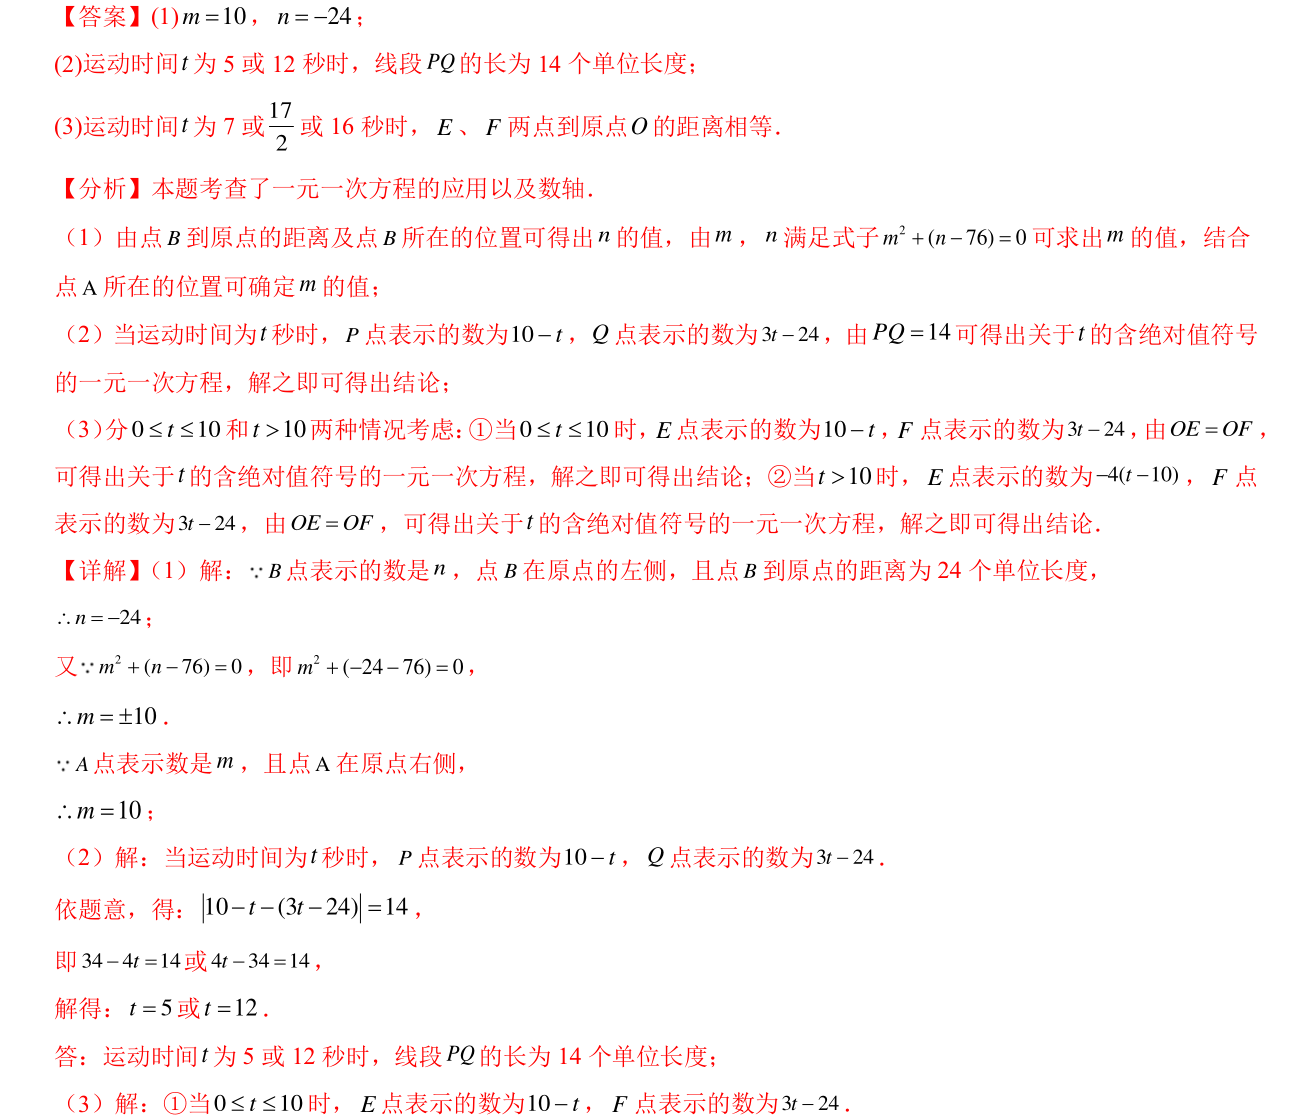 【答案】(1) m = 10，n = −24；
(2)运动时间 t 为 5 或 12 秒时，线段 PQ 的长为 14 个单位长度；
(3)运动时间 t 为 7 或 17/2 或 16 秒时，E、F 两点到原点 O 的距离相等．
【分析】本题考查了一元一次方程的应用以及数轴．
（1）由点 B 到原点的距离及点 B 所在的位置可得出 n 的值，由 m，n 满足式子 m² + (n − 76) = 0 可求出 m 的值，结合
点 A 所在的位置可确定 m 的值；
（2）当运动时间为 t 秒时，P 点表示的数为 10 − t，Q 点表示的数为 3t − 24，由 PQ = 14 可得出关于 t 的含绝对值符号
的一元一次方程，解之即可得出结论；
（3）分 0 ≤ t ≤ 10 和 t > 10 两种情况考虑：①当 0 ≤ t ≤ 10 时，E 点表示的数为 10 − t，F 点表示的数为 3t − 24，由 OE = OF，
可得出关于 t 的含绝对值符号的一元一次方程，解之即可得出结论；②当 t > 10 时，E 点表示的数为 −4(t − 10)，F 点
表示的数为 3t − 24，由 OE = OF，可得出关于 t 的含绝对值符号的一元一次方程，解之即可得出结论．
【详解】（1）解：∵ B 点表示的数是 n，点 B 在原点的左侧，且点 B 到原点的距离为 24 个单位长度，
∴ n = −24；
又∵ m² + (n − 76) = 0，即 m² + (−24 − 76) = 0，
∴ m = ±10．
∵ A 点表示数是 m，且点 A 在原点右侧，
∴ m = 10；
（2）解：当运动时间为 t 秒时，P 点表示的数为 10 − t，Q 点表示的数为 3t − 24．
依题意，得：|10 − t − (3t − 24)| = 14，
即 34 − 4t = 14 或 4t − 34 = 14，
解得：t = 5 或 t = 12．
答：运动时间 t 为 5 或 12 秒时，线段 PQ 的长为 14 个单位长度；
（3）解：①当 0 ≤ t ≤ 10 时，E 点表示的数为 10 − t，F 点表示的数为 3t − 24．